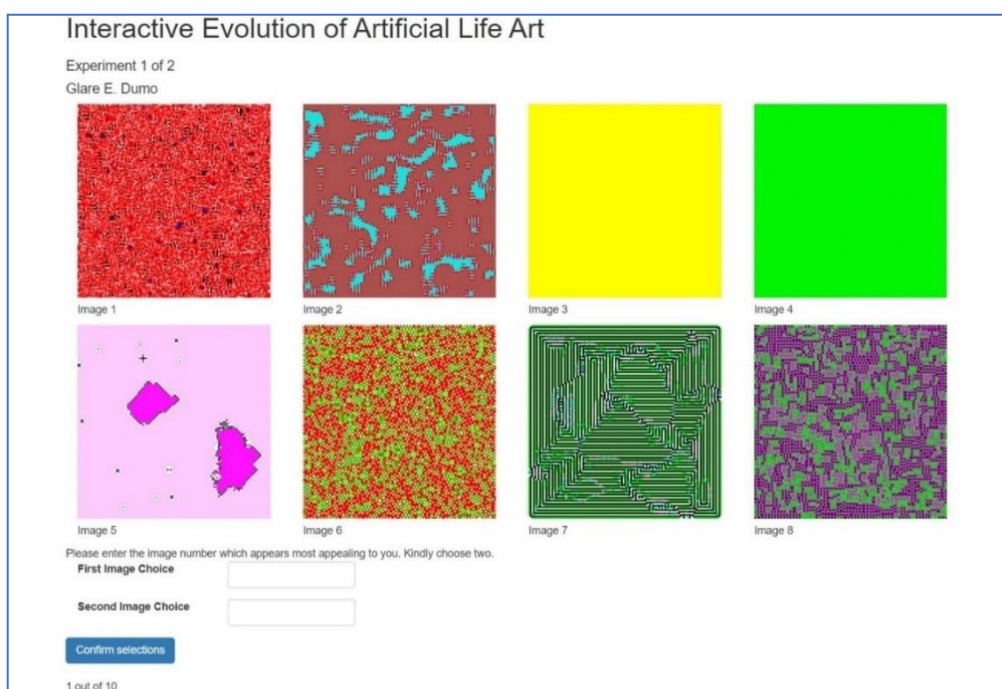 Interactive Evolution of Artificial Life Art
Experiment 1 of 2
Glare E. Dumo
Image 1
Image 2
Image 3
Image 4
Image 5
Image 6
Image 7
Image 8
Please enter the image number which appears most appealing to you. Kindly choose two.
First Image Choice
Second Image Choice
Confirm selections
1 out of 10